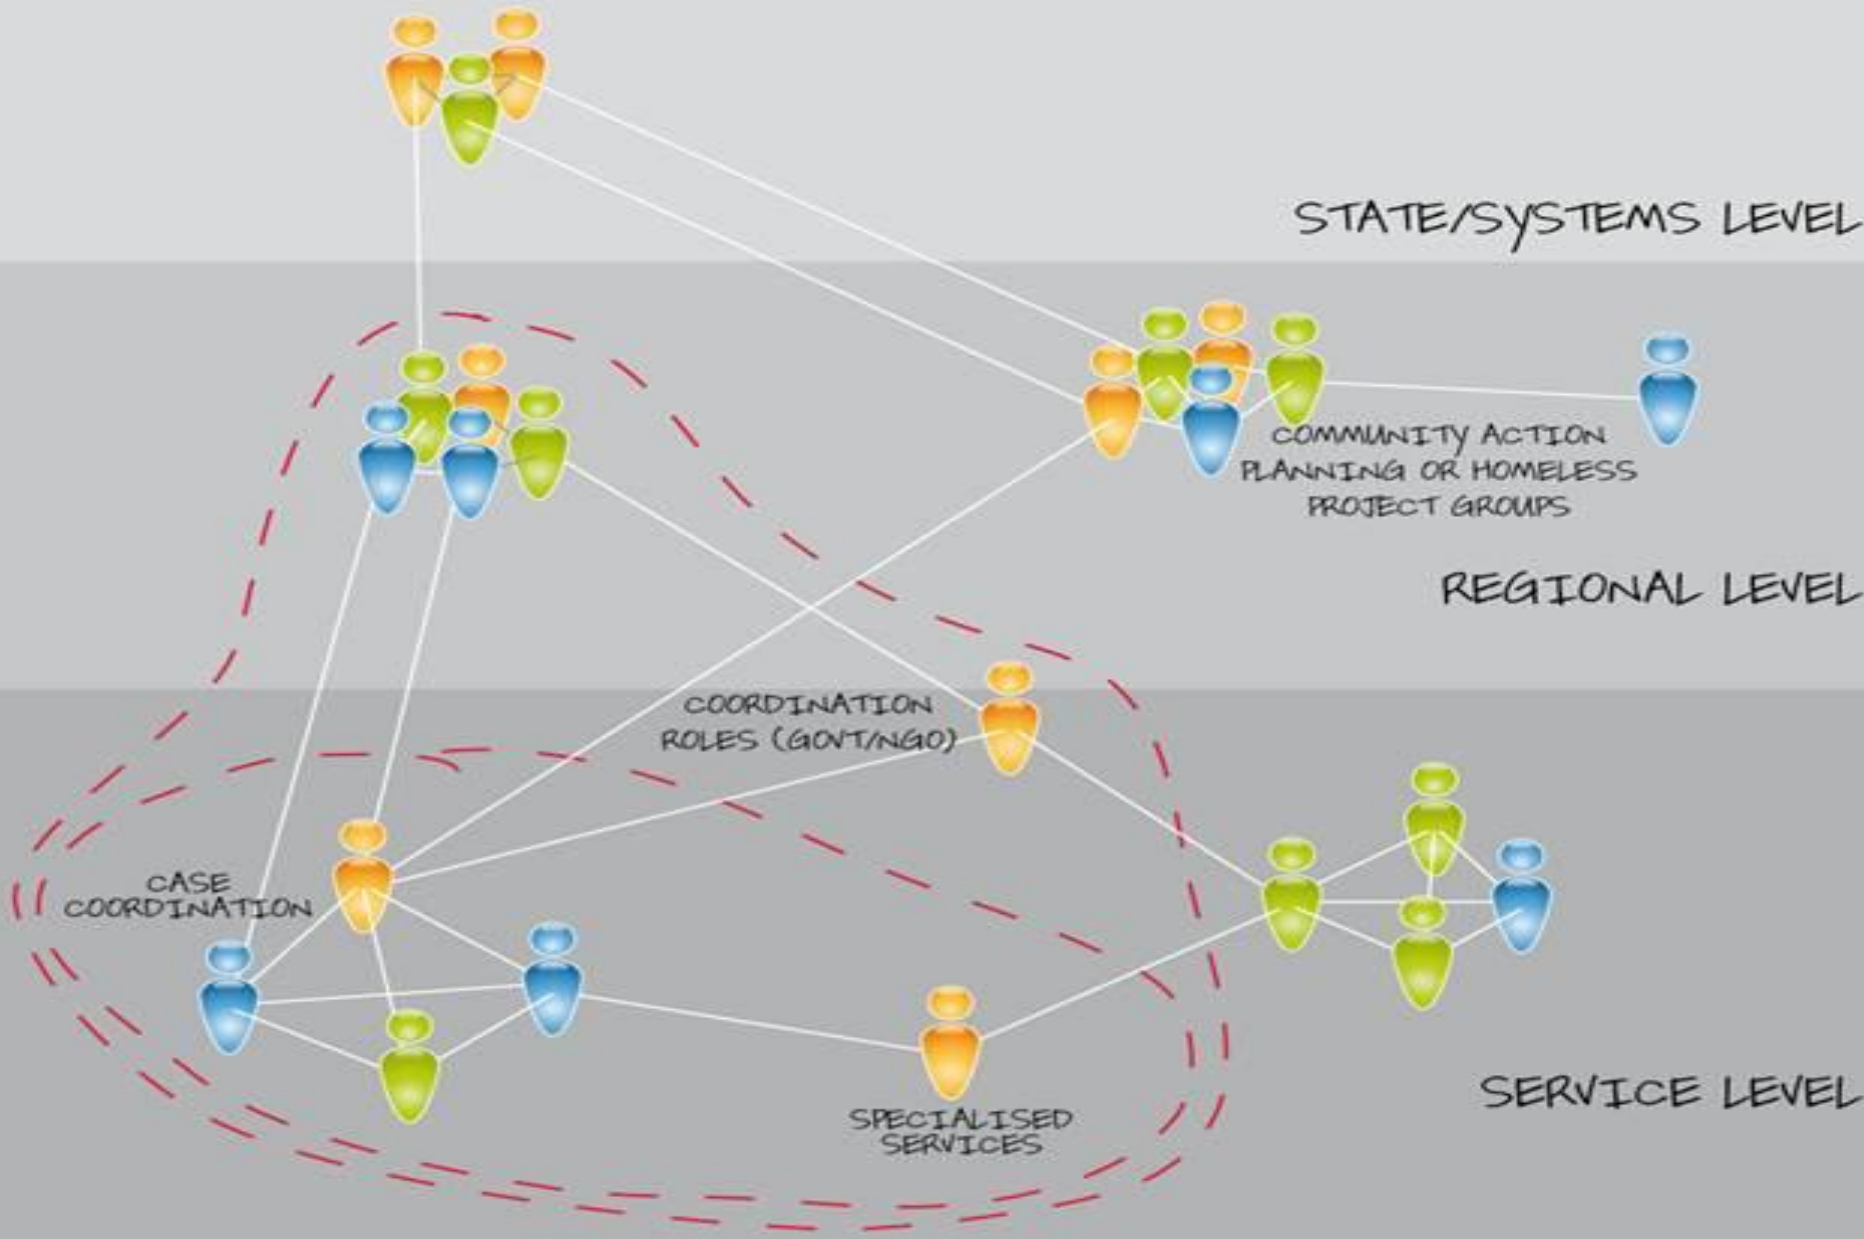 STATE/SYSTEMS LEVEL
COMMUNITY ACTION
PLANNING OR HOMELESS
PROJECT GROUPS
REGIONAL LEVEL
COORDINATION
ROLES (GOVT/NGO)
CASE
COORDINATION
SERVICE LEVEL
SPECIALISED
SERVICES